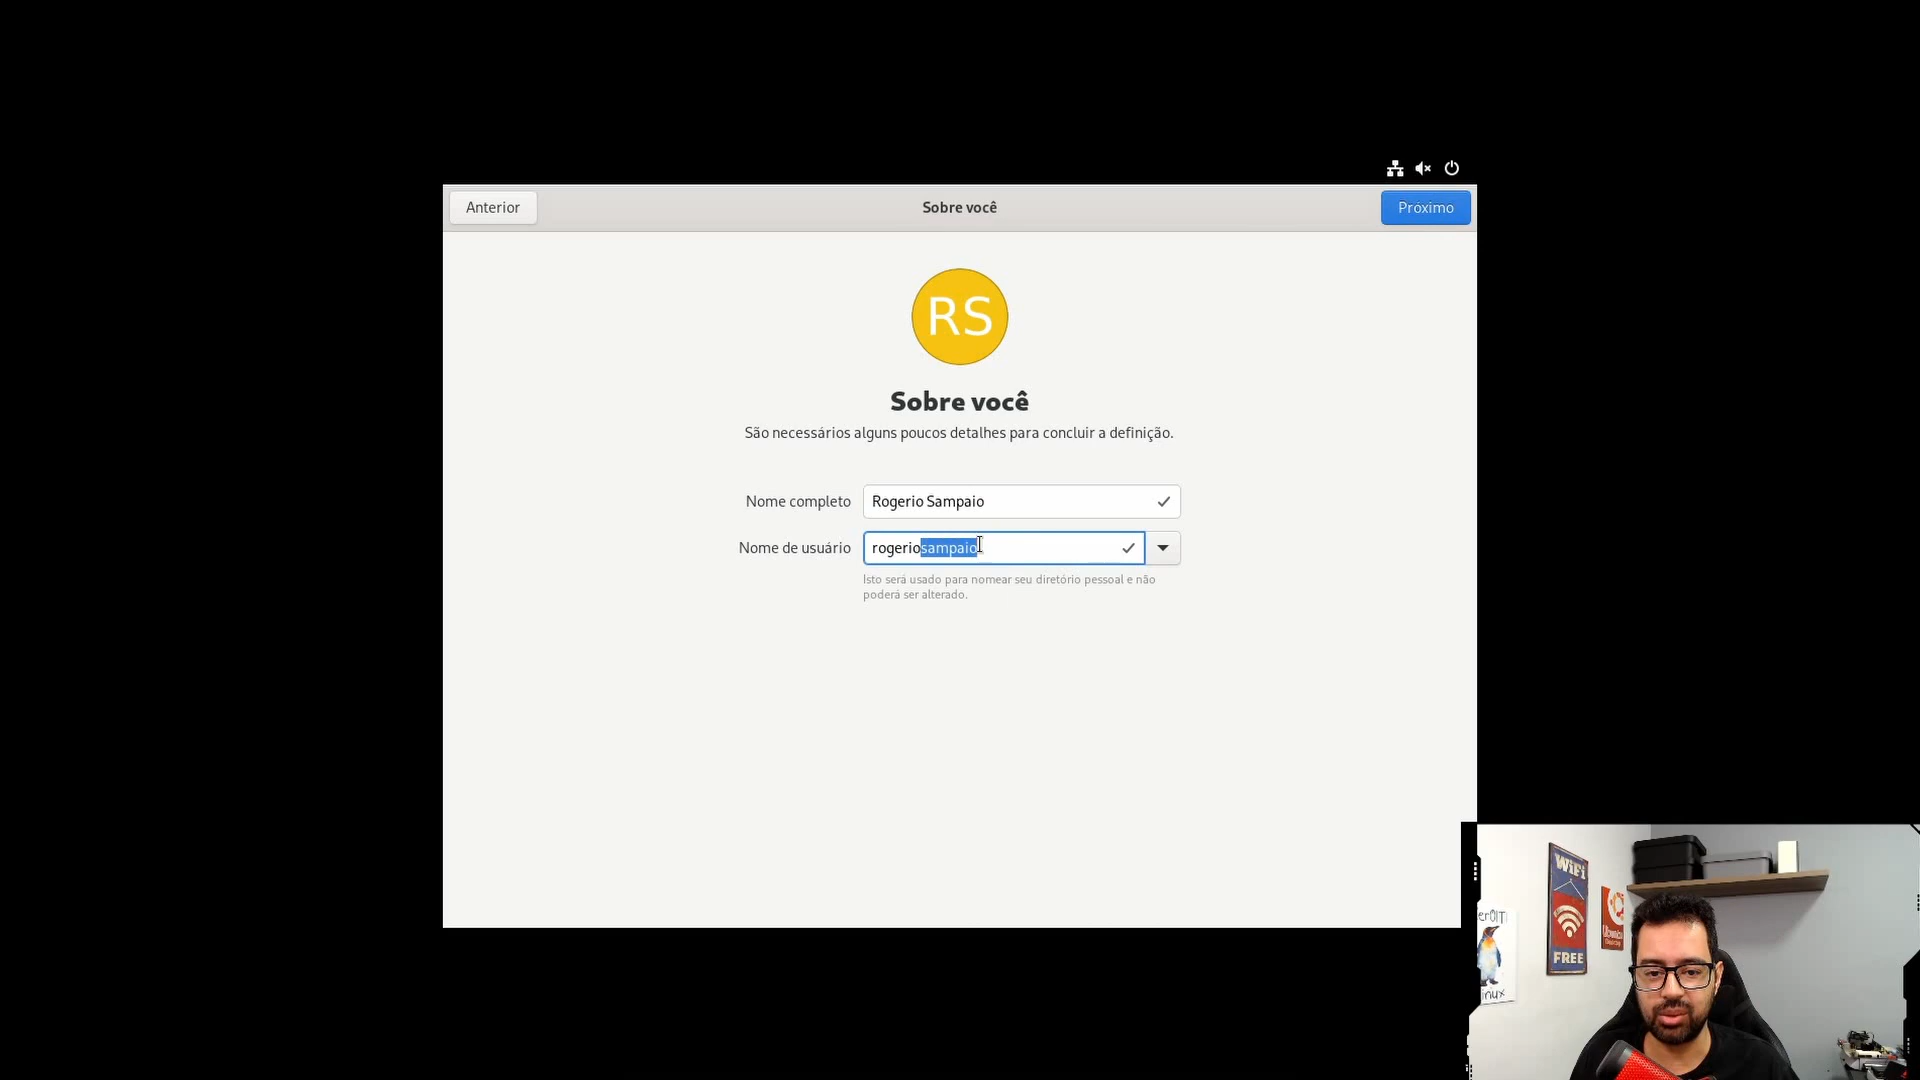 Anterior
Sobre você
Próximo
RS
Sobre você
São necessários alguns poucos detalhes para concluir a definição.
Nome completo
Rogerio Sampaio
Nome de usuário
rogeriosampaio
Isto será usado para nomear seu diretório pessoal e não
poderá ser alterado.
WiFi
FREE